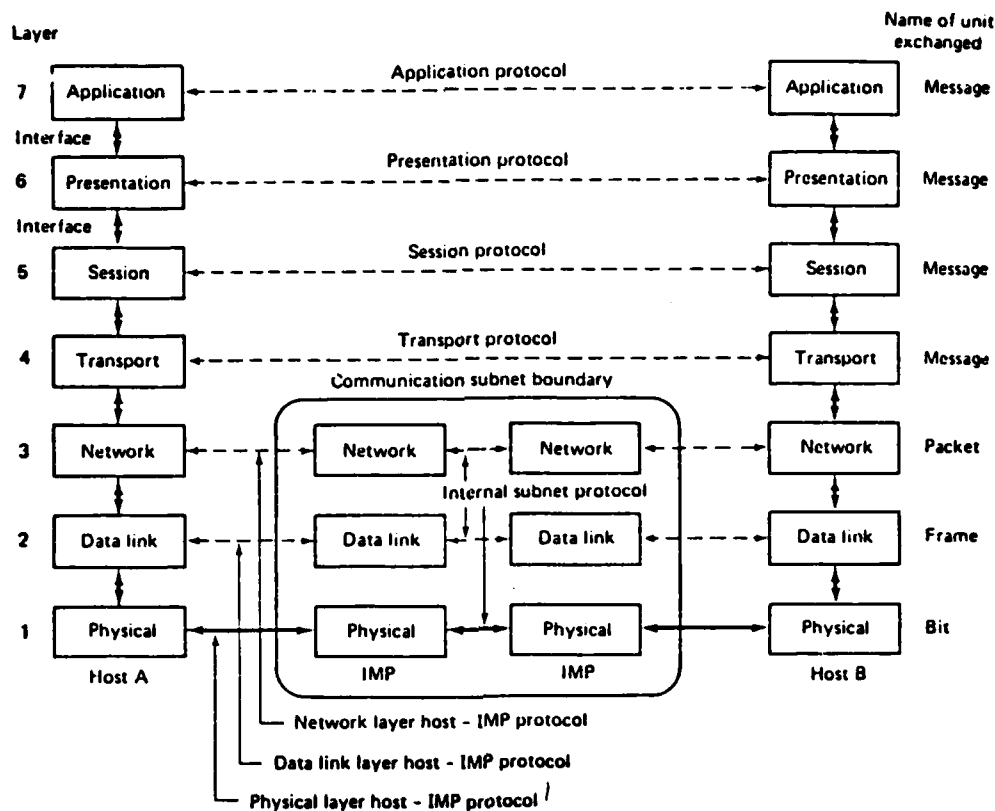 Layer
Name of unit
exchanged
7 Application Application protocol Application Message
Interface
6 Presentation Presentation protocol Presentation Message
Interface
5 Session Session protocol Session Message
4 Transport Transport protocol Transport Message
Communication subnet boundary
3 Network Network Network Network Packet
Internal subnet protocol
2 Data link Data link Data link Data link Frame
1 Physical Physical Physical Physical Bit
Host A IMP IMP Host B
Network layer host - IMP protocol
Data link layer host - IMP protocol
Physical layer host - IMP protocol